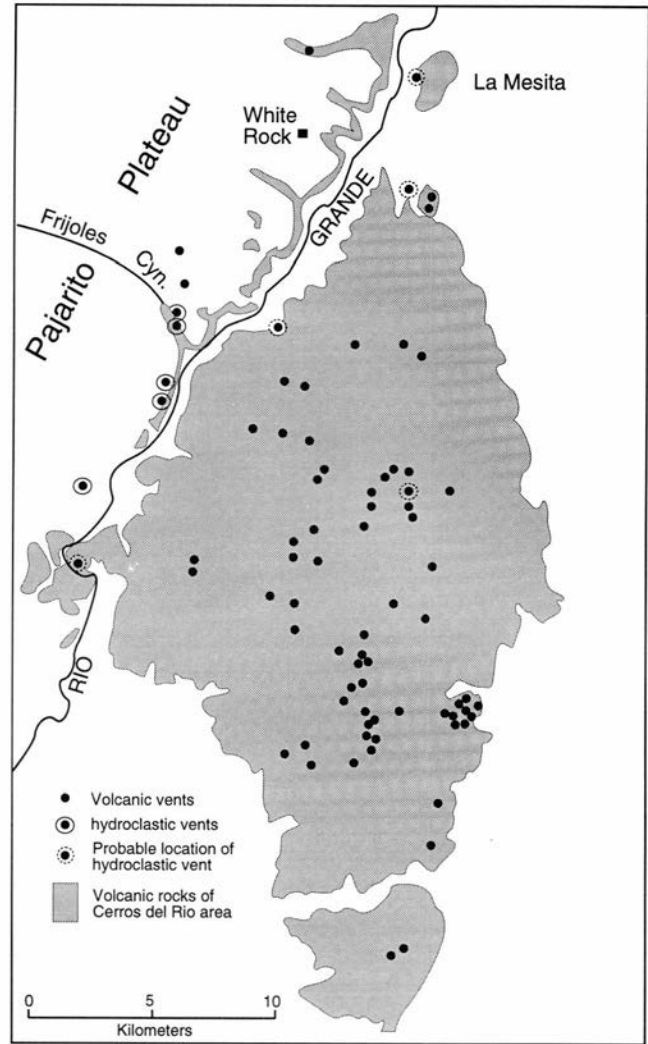 La Mesita
White
Rock
Plateau
GRANDE
Frijoles
Cyn.
Pajarito
RIO
Volcanic vents
hydroclastic vents
Probable location of
hydroclastic vent
Volcanic rocks of
Cerros del Rio area
0 5 10
Kilometers